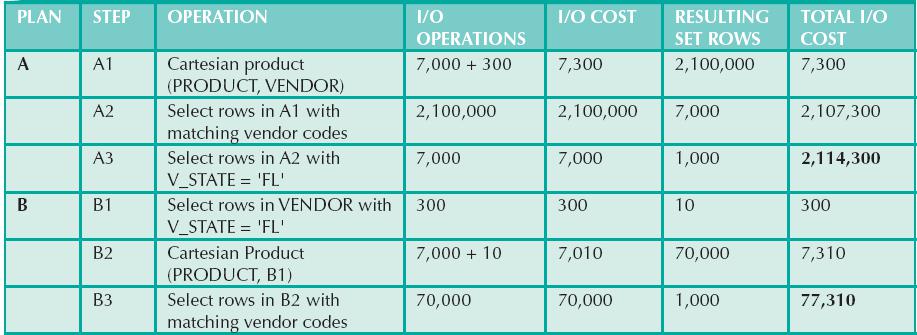 PLAN STEP OPERATION I/O OPERATIONS I/O COST RESULTING SET ROWS TOTAL I/O COST
A A1 Cartesian product (PRODUCT, VENDOR) 7,000 + 300 7,300 2,100,000 7,300
A2 Select rows in A1 with matching vendor codes 2,100,000 2,100,000 7,000 2,107,300
A3 Select rows in A2 with V_STATE = 'FL' 7,000 7,000 1,000 2,114,300
B B1 Select rows in VENDOR with V_STATE = 'FL' 300 300 10 300
B2 Cartesian Product (PRODUCT, B1) 7,000 + 10 7,010 70,000 7,310
B3 Select rows in B2 with matching vendor codes 70,000 70,000 1,000 77,310